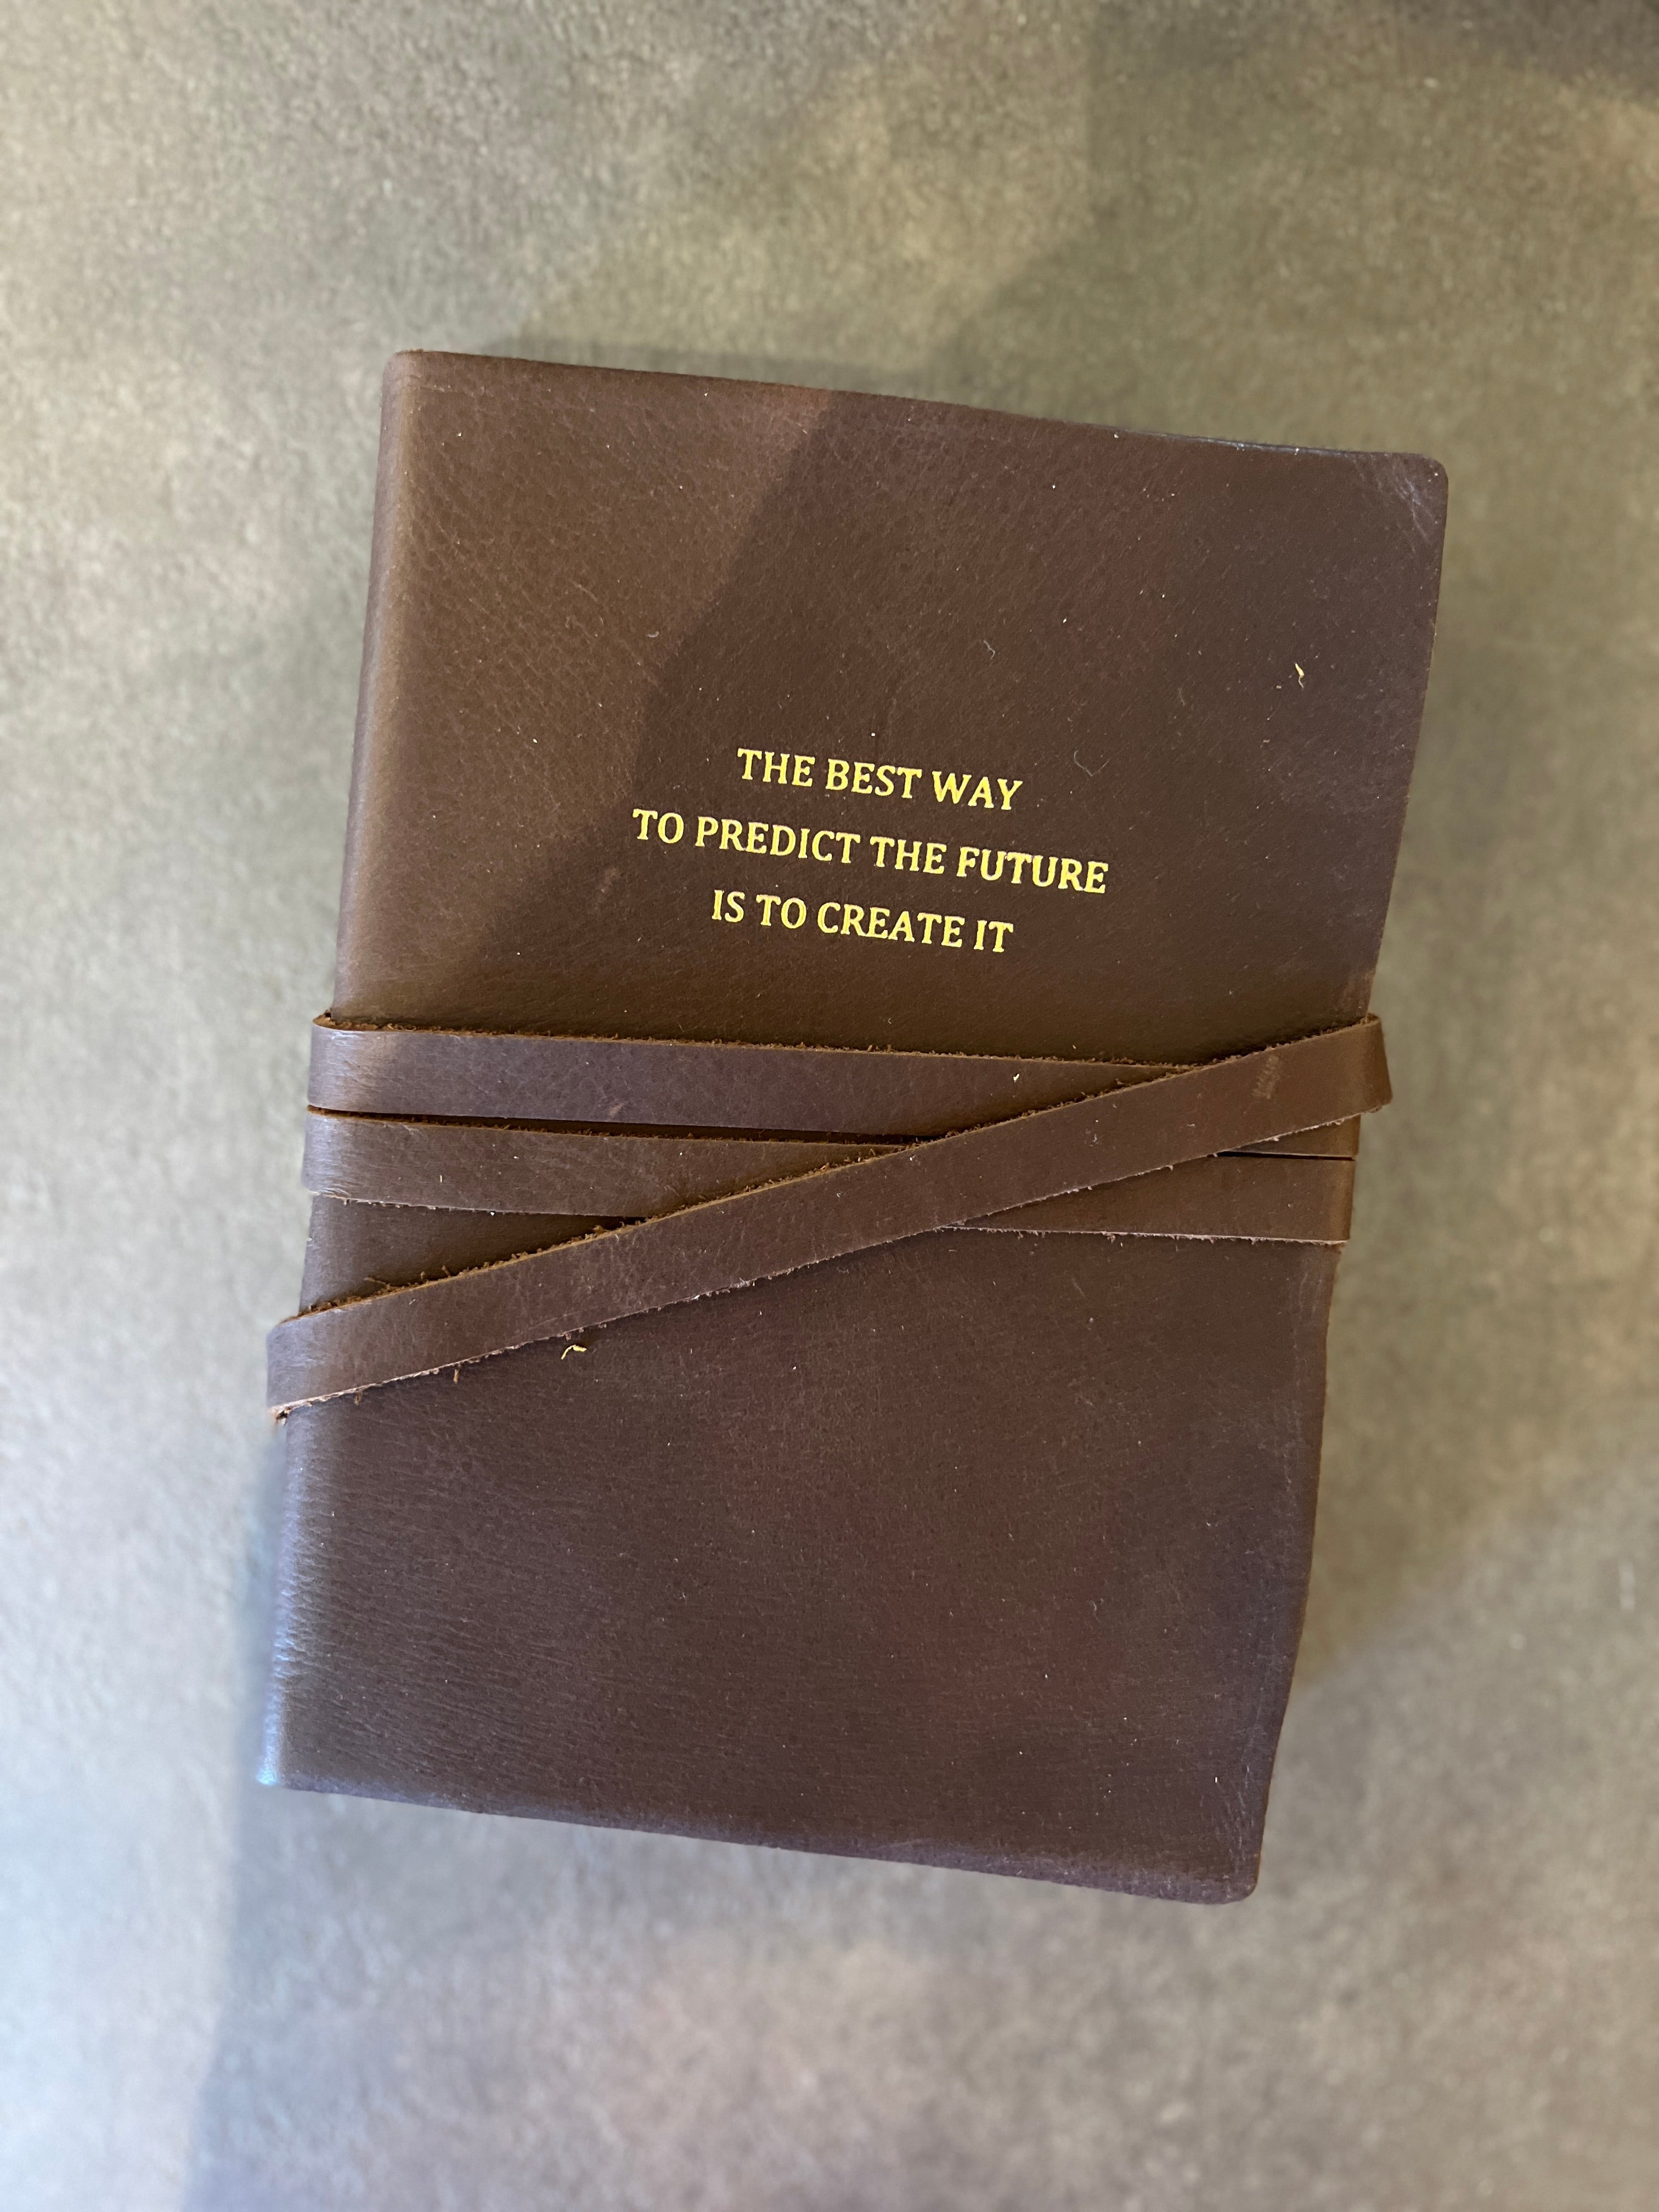 THE BEST WAY
TO PREDICT THE FUTURE
IS TO CREATE IT